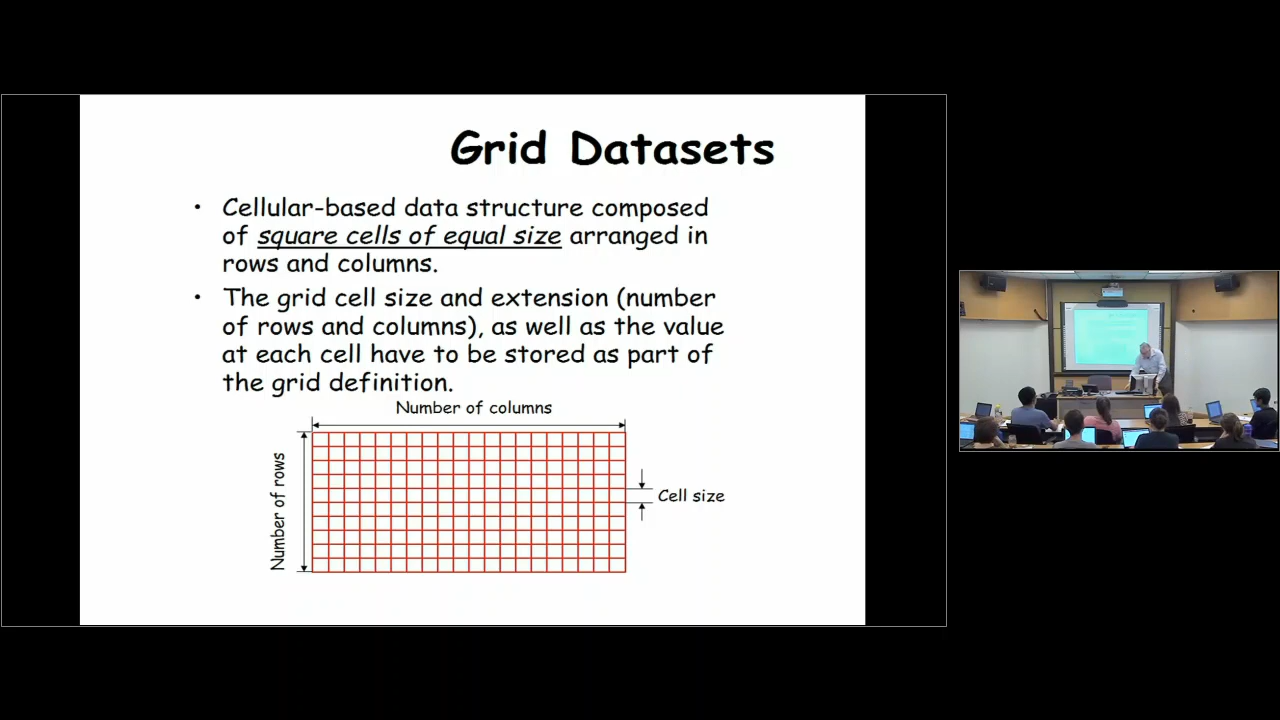 Grid Datasets
• Cellular-based data structure composed
of square cells of equal size arranged in
rows and columns.
• The grid cell size and extension (number
of rows and columns), as well as the value
at each cell have to be stored as part of
the grid definition.
Number of columns
Number of rows
Cell size